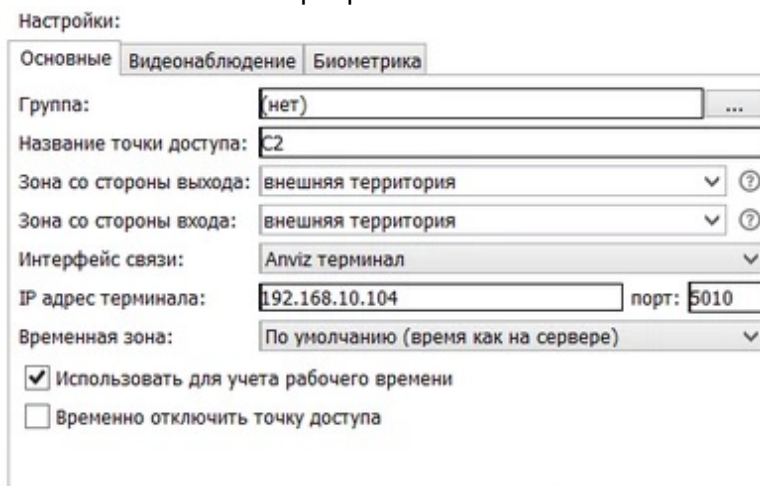 Настройки:
Основные Видеонаблюдение Биометрика
Группа: (нет) ...
Название точки доступа: C2
Зона со стороны выхода: внешняя территория ?
Зона со стороны входа: внешняя территория ?
Интерфейс связи: Anviz терминал
IP адрес терминала: 192.168.10.104 порт: 5010
Временная зона: По умолчанию (время как на сервере)
Использовать для учета рабочего времени
Временно отключить точку доступа